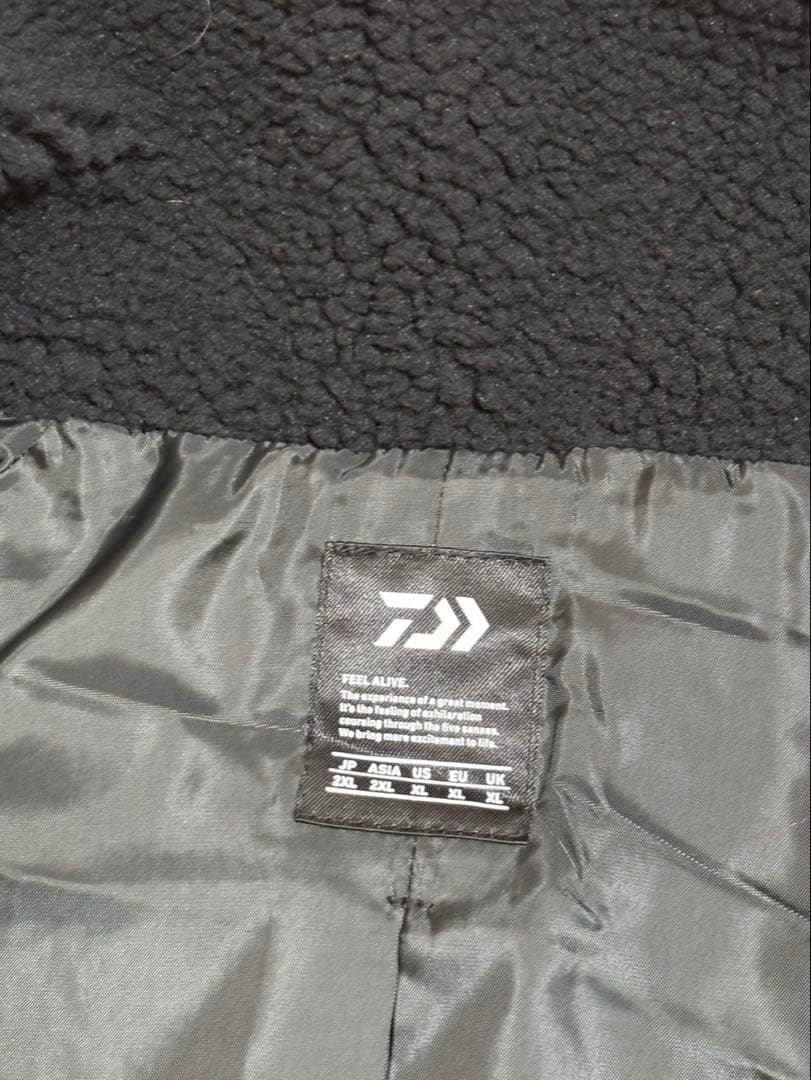 FEEL ALIVE.
The experience of a great moment.
It's the feeling of exhilaration
coursing through the five senses.
We bring more excitement to life.
JP ASIA US EU UK
2XL 2XL XL XL XL